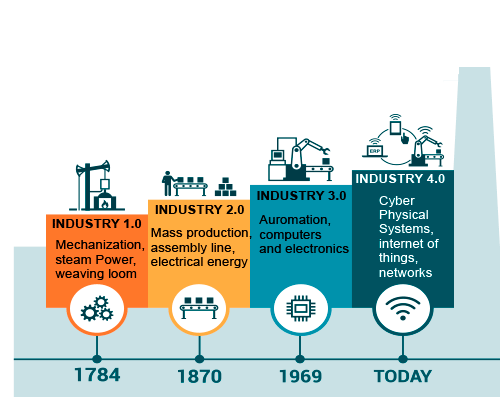 INDUSTRY 1.0
Mechanization,
steam Power,
weaving loom
1784
INDUSTRY 2.0
Mass production,
assembly line,
electrical energy
1870
INDUSTRY 3.0
Auromation,
computers
and electronics
1969
ERP
INDUSTRY 4.0
Cyber
Physical
Systems,
internet of
things,
networks
TODAY